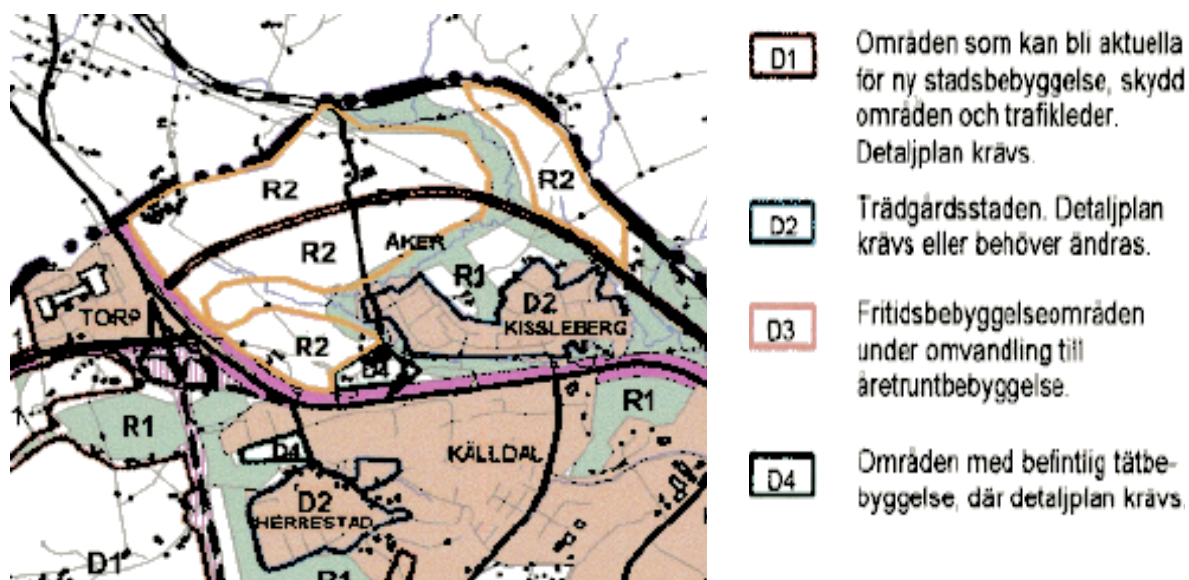 R2
R2
R2
ÅKER
R1
D2
KISSLEBERG
TORP
R2
D4
R1
R1
D4
KÄLLDAL
D2
HERRESTAD
D1
R1
D1
Områden som kan bli aktuella
för ny stadsbebyggelse, skydd
områden och trafikleder.
Detaljplan krävs.
D2
Trädgårdsstaden. Detaljplan
krävs eller behöver ändras.
D3
Fritidsbebyggelseområden
under omvandling till
åretruntbebyggelse.
D4
Områden med befintlig tätbe-
byggelse, där detaljplan krävs.